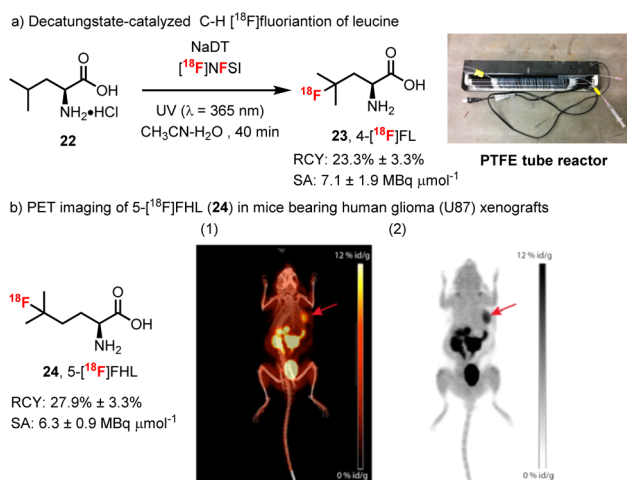 a) Decatungstate-catalyzed C-H [¹⁸F]fluoriantion of leucine
NaDT
[¹⁸F]NFSI
UV (λ = 365 nm)
CH₃CN-H₂O , 40 min
O
OH
NH₂•HCl
22
¹⁸F
O
OH
NH₂
23, 4-[¹⁸F]FL
RCY: 23.3% ± 3.3%
SA: 7.1 ± 1.9 MBq μmol⁻¹
PTFE tube reactor
b) PET imaging of 5-[¹⁸F]FHL (24) in mice bearing human glioma (U87) xenografts
(1)
(2)
¹⁸F
O
OH
NH₂
24, 5-[¹⁸F]FHL
RCY: 27.9% ± 3.3%
SA: 6.3 ± 0.9 MBq μmol⁻¹
12 % id/g
0 % id/g
12 % id/g
0 % id/g